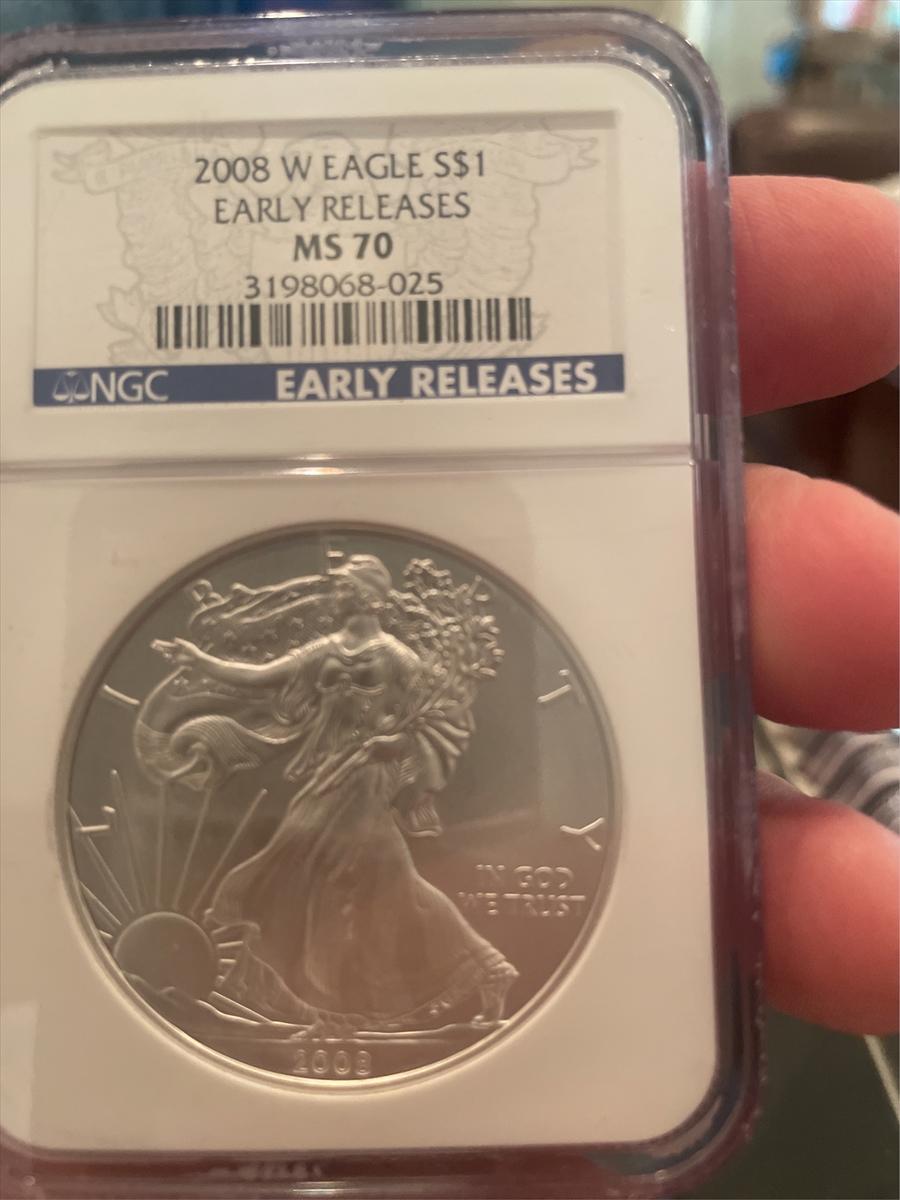 2008 W EAGLE S$1
EARLY RELEASES
MS 70
3198068-025
NGC EARLY RELEASES
LIBERTY
IN GOD
WE TRUST
2008